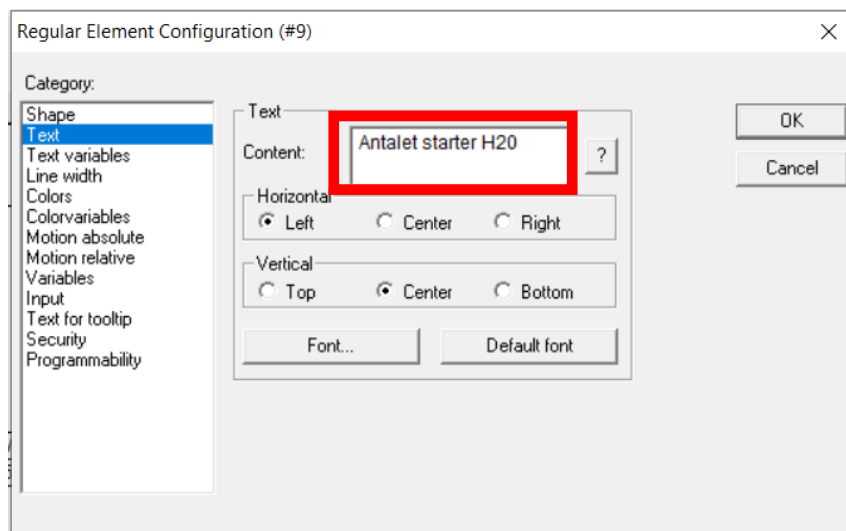 Regular Element Configuration (#9)
Category:
Shape
Text
Text variables
Line width
Colors
Colorvariables
Motion absolute
Motion relative
Variables
Input
Text for tooltip
Security
Programmability
Text
Content:
Antalet starter H20
?
Horizontal
Left Center Right
Vertical
Top Center Bottom
Font... Default font
OK
Cancel